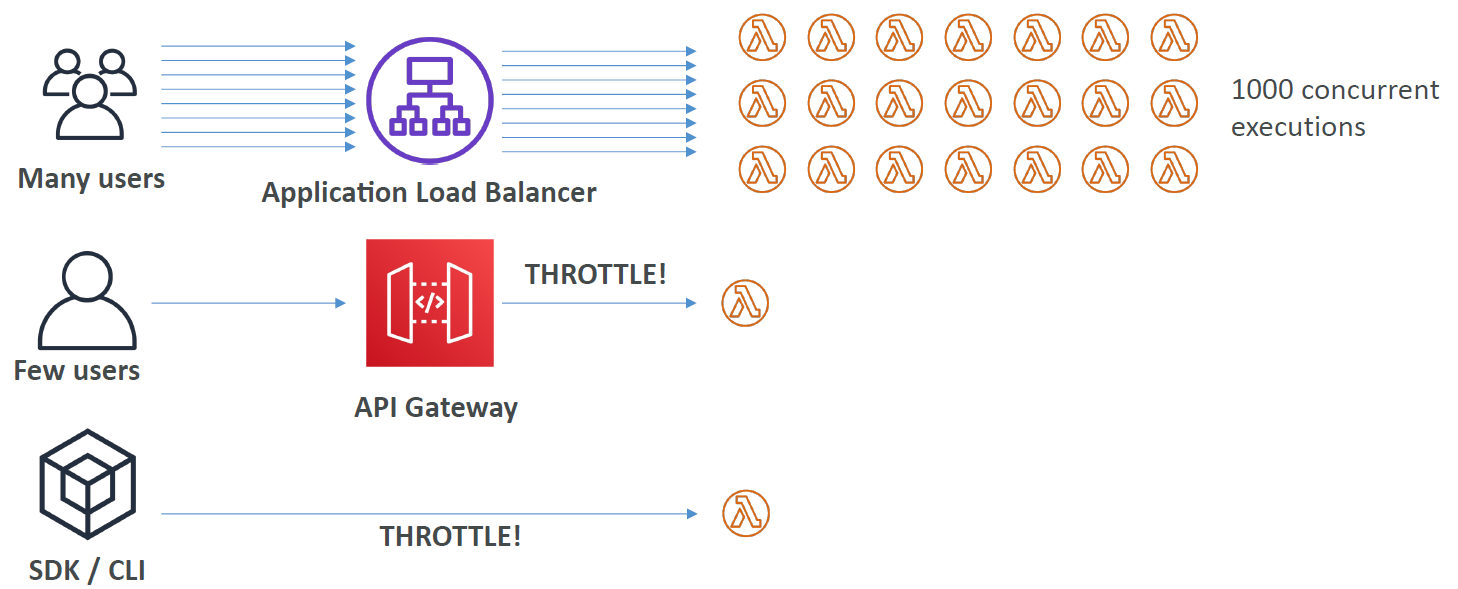 1000 concurrent
executions
Many users
Application Load Balancer
THROTTLE!
Few users
API Gateway
THROTTLE!
SDK / CLI